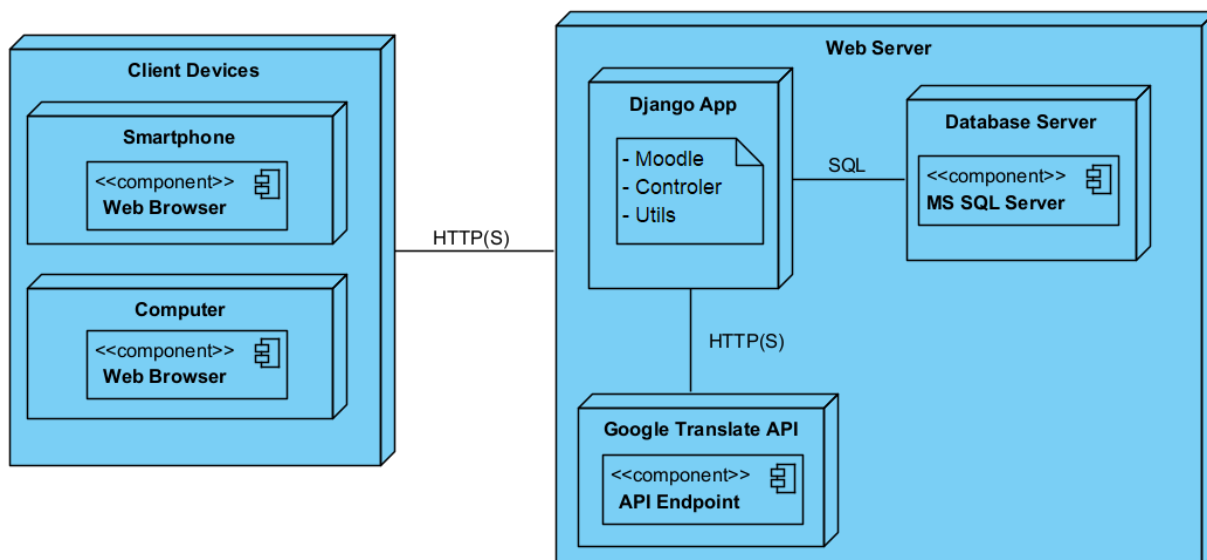 Client Devices
Smartphone
<<component>>
Web Browser
Computer
<<component>>
Web Browser
HTTP(S)
Web Server
Django App
- Moodle
- Controler
- Utils
SQL
Database Server
<<component>>
MS SQL Server
HTTP(S)
Google Translate API
<<component>>
API Endpoint